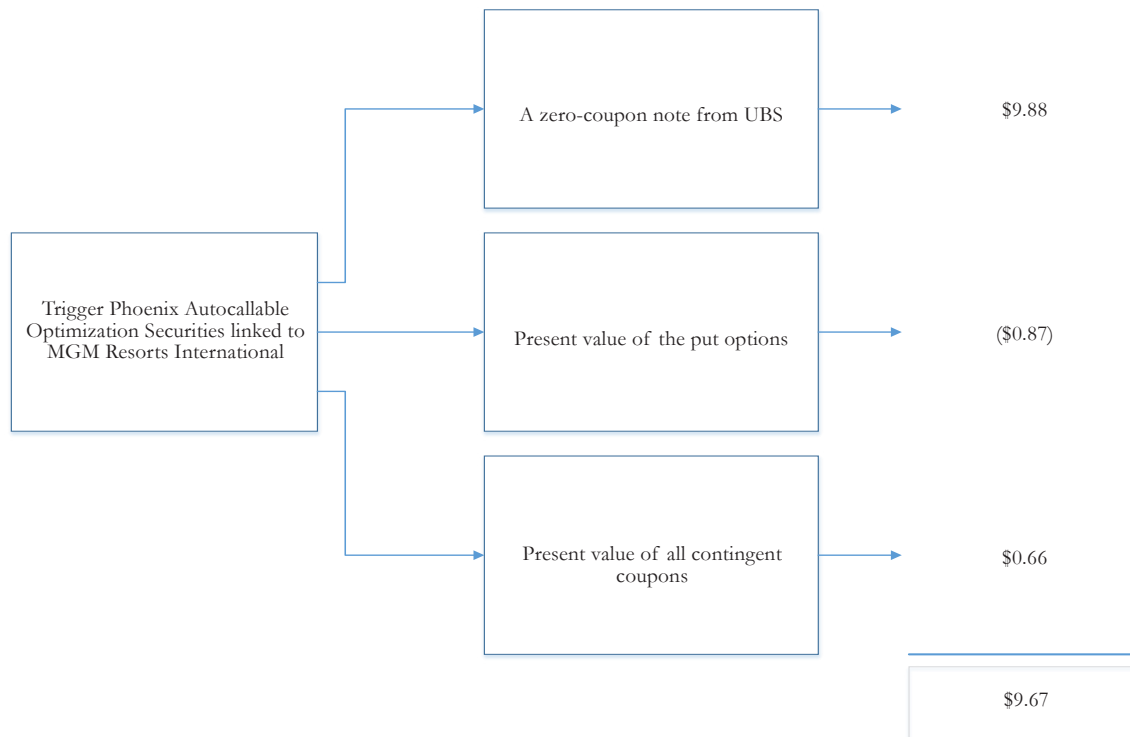 A zero-coupon note from UBS
$9.88
Trigger Phoenix Autocallable
Optimization Securities linked to
MGM Resorts International
Present value of the put options
($0.87)
Present value of all contingent
coupons
$0.66
$9.67